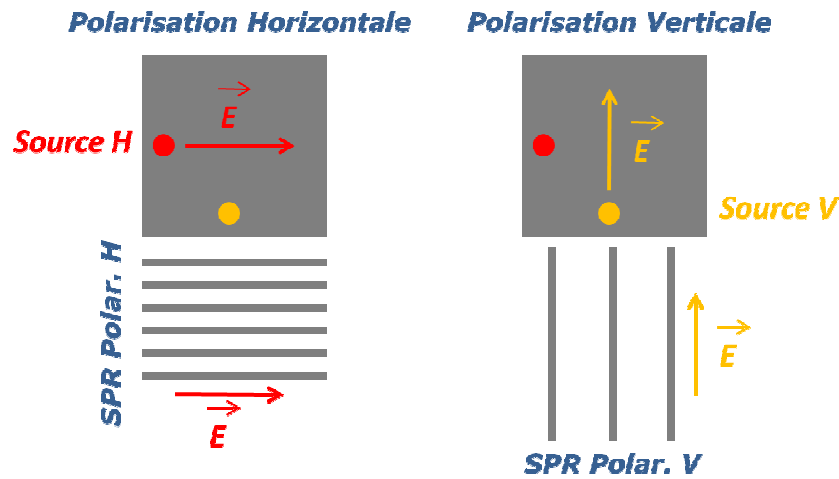 Polarisation Horizontale
Polarisation Verticale
E
Source H
E
Source V
SPR Polar. H
E
E
SPR Polar. V